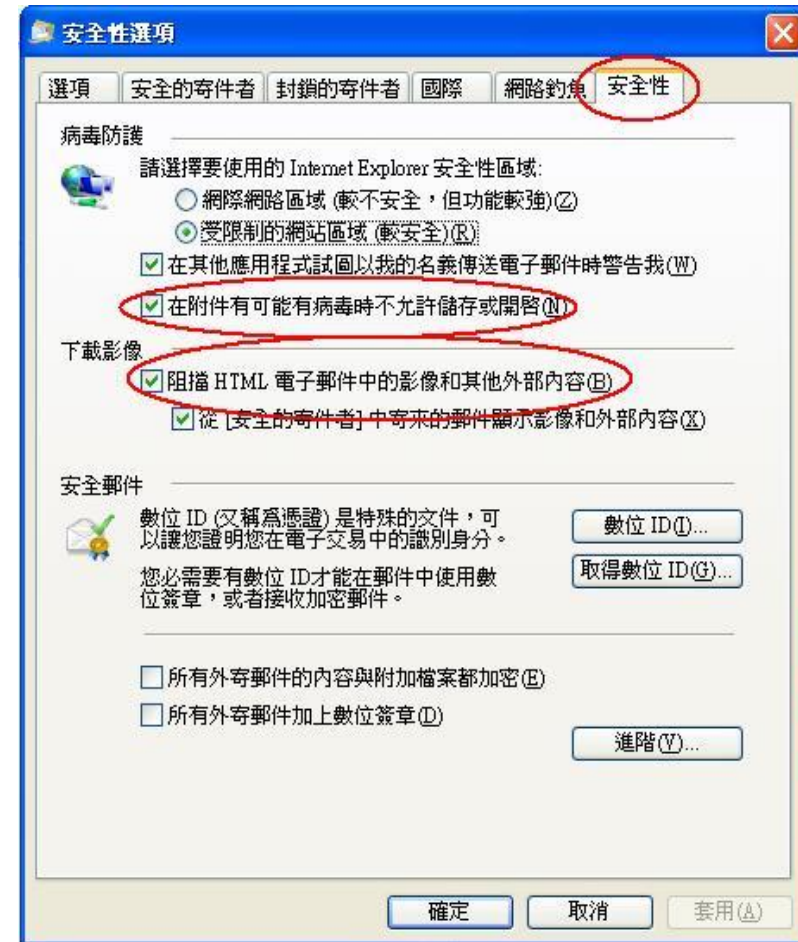 安全性選項
選項 安全的寄件者 封鎖的寄件者 國際 網路釣魚 安全性
病毒防護
請選擇要使用的 Internet Explorer 安全性區域:
網際網路區域 (較不安全，但功能較強)(Z)
受限制的網站區域 (較安全)(R)
在其他應用程式試圖以我的名義傳送電子郵件時警告我(W)
在附件有可能有病毒時不允許儲存或開啟(N)
下載影像
阻擋 HTML 電子郵件中的影像和其他外部內容(B)
從 [安全的寄件者] 中寄來的郵件顯示影像和外部內容(X)
安全郵件
數位 ID (又稱為憑證) 是特殊的文件，可
以讓您證明您在電子交易中的識別身分。
數位 ID(I)...
您必需要有數位 ID才能在郵件中使用數
位簽章，或者接收加密郵件。
取得數位 ID(G)...
所有外寄郵件的內容與附加檔案都加密(E)
所有外寄郵件加上數位簽章(D)
進階(V)...
確定 取消 套用(A)